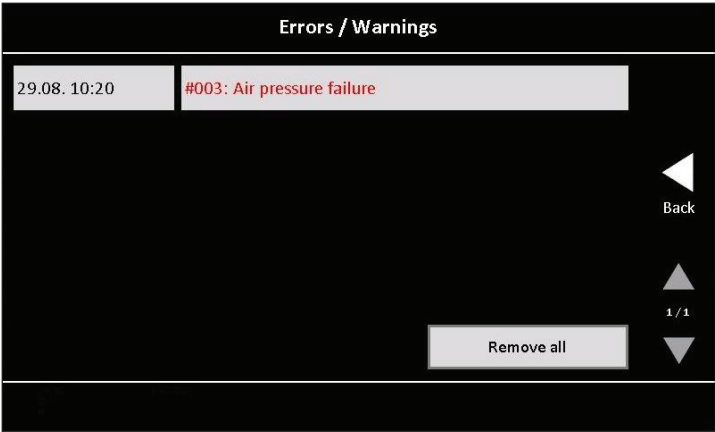 Errors / Warnings
29.08. 10:20 #003: Air pressure failure
Back
1 / 1
Remove all